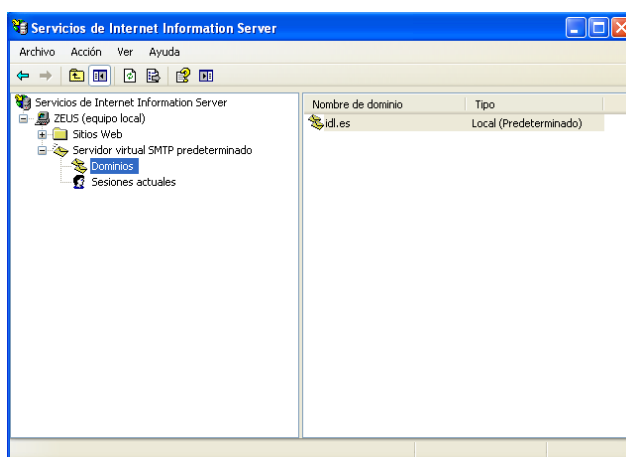 Servicios de Internet Information Server
Archivo Acción Ver Ayuda
Servicios de Internet Information Server
ZEUS (equipo local)
Sitios Web
Servidor virtual SMTP predeterminado
Dominios
Sesiones actuales
Nombre de dominio Tipo
idl.es Local (Predeterminado)